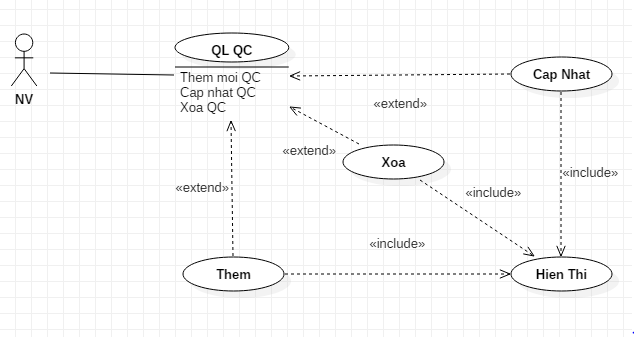 QL QC
Them moi QC
Cap nhat QC
Xoa QC
NV
Cap Nhat
«extend»
«extend»
Xoa
«include»
«extend»
«include»
«include»
Them
Hien Thi